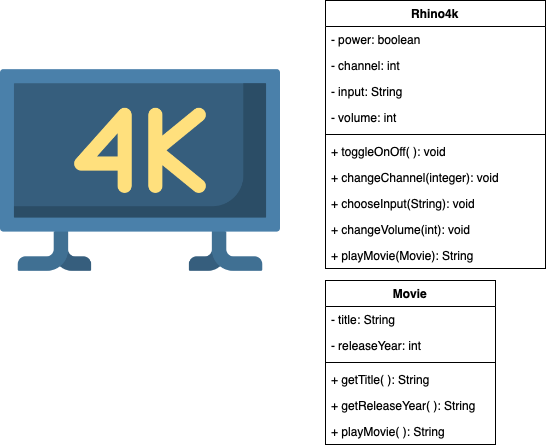 4K
Rhino4k
- power: boolean
- channel: int
- input: String
- volume: int
+ toggleOnOff( ): void
+ changeChannel(integer): void
+ chooseInput(String): void
+ changeVolume(int): void
+ playMovie(Movie): String
Movie
- title: String
- releaseYear: int
+ getTitle( ): String
+ getReleaseYear( ): String
+ playMovie( ): String